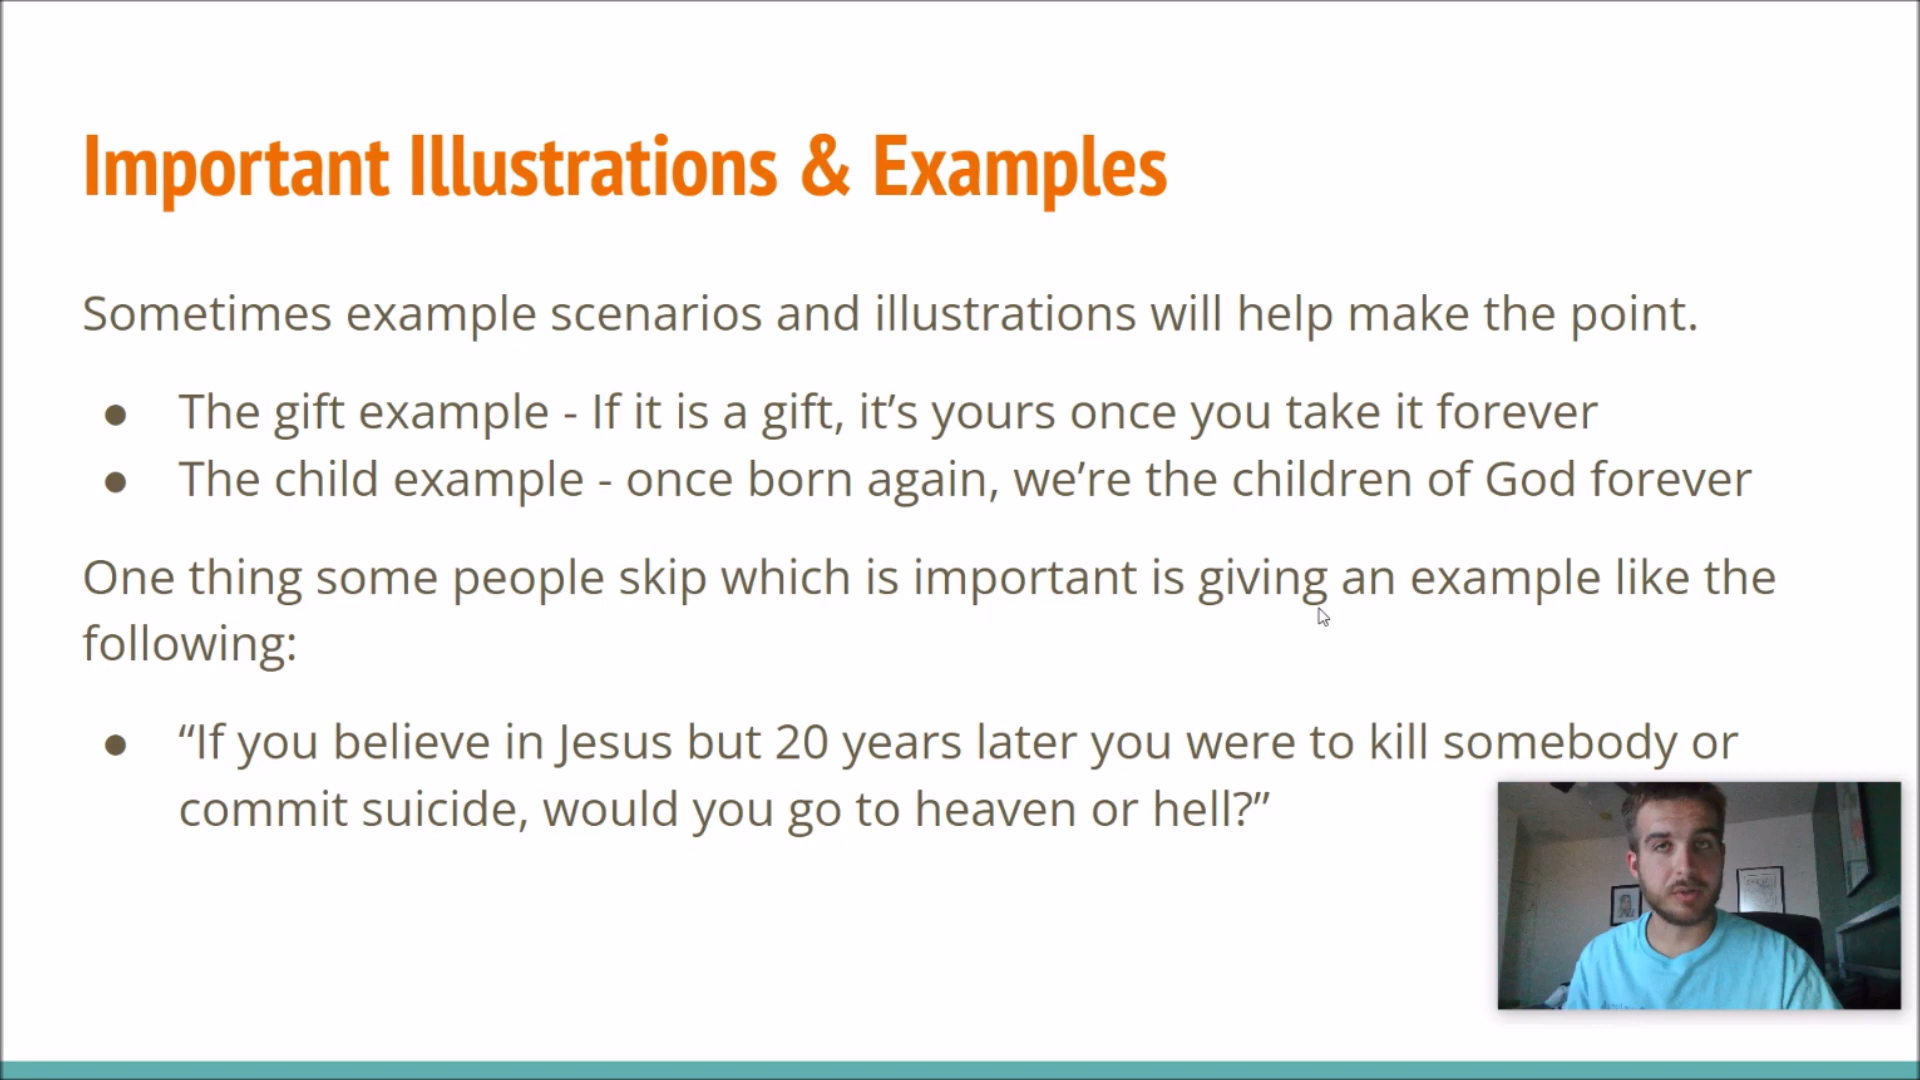 Important Illustrations & Examples
Sometimes example scenarios and illustrations will help make the point.
● The gift example - If it is a gift, it’s yours once you take it forever
● The child example - once born again, we’re the children of God forever
One thing some people skip which is important is giving an example like the
following:
● “If you believe in Jesus but 20 years later you were to kill somebody or
commit suicide, would you go to heaven or hell?”